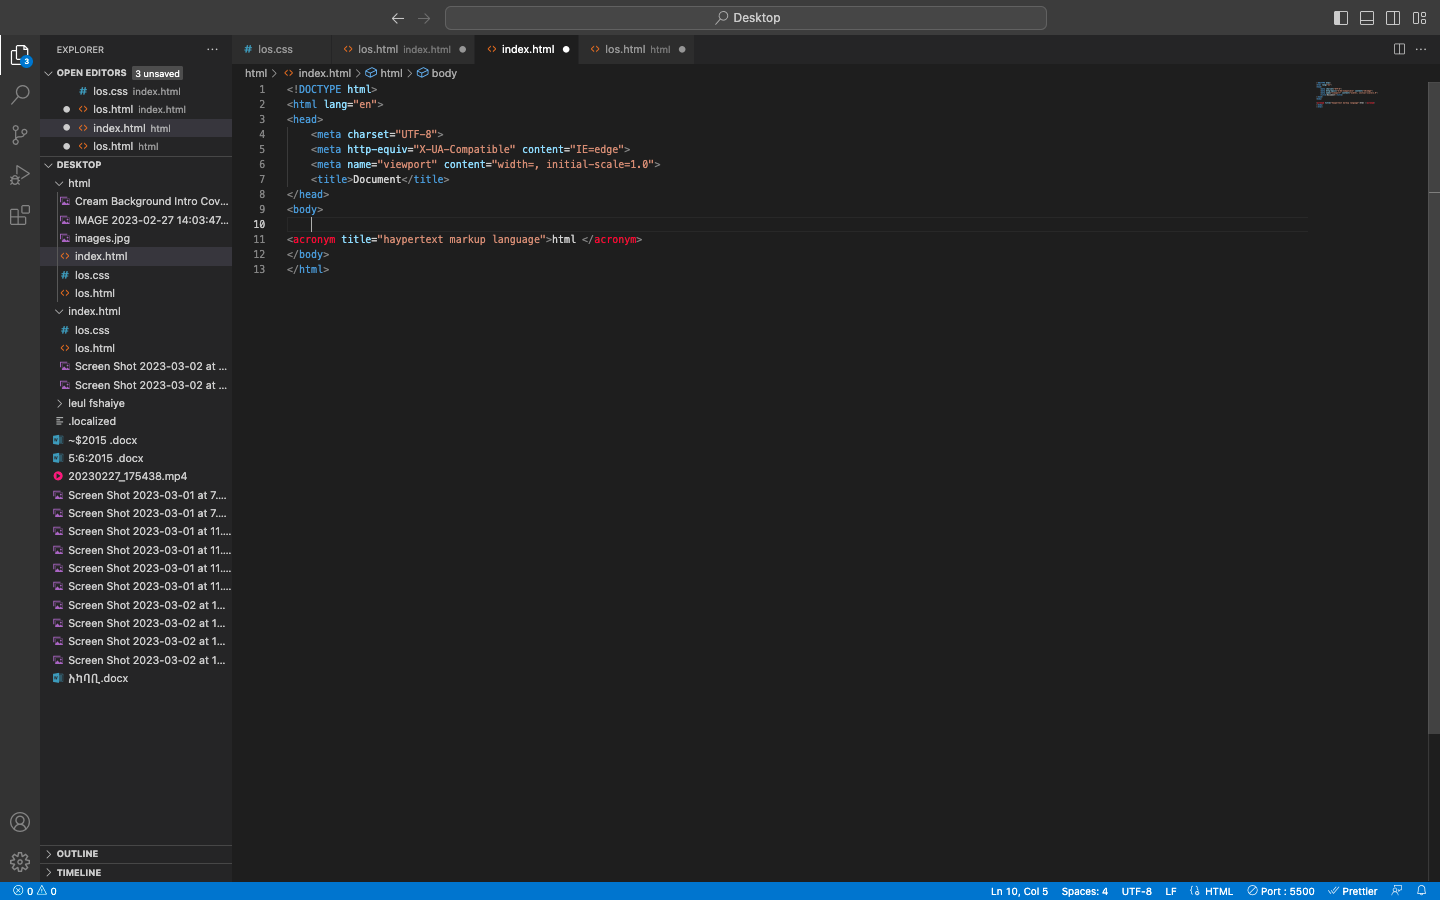 Desktop
EXPLORER
los.css
los.html index.html
index.html
los.html html
OPEN EDITORS 3 unsaved
los.css index.html
los.html index.html
index.html html
los.html html
DESKTOP
html
Cream Background Intro Cov...
IMAGE 2023-02-27 14:03:47...
images.jpg
index.html
los.css
los.html
index.html
los.css
los.html
Screen Shot 2023-03-02 at ...
Screen Shot 2023-03-02 at ...
leul fshaiye
.localized
~$2015 .docx
5:6:2015 .docx
20230227_175438.mp4
Screen Shot 2023-03-01 at 7....
Screen Shot 2023-03-01 at 7....
Screen Shot 2023-03-01 at 11....
Screen Shot 2023-03-01 at 11....
Screen Shot 2023-03-01 at 11....
Screen Shot 2023-03-01 at 11....
Screen Shot 2023-03-02 at 1...
Screen Shot 2023-03-02 at 1...
Screen Shot 2023-03-02 at 1...
Screen Shot 2023-03-02 at 1...
አካባቢ.docx
OUTLINE
TIMELINE
html > index.html > html > body
1 <!DOCTYPE html>
2 <html lang="en">
3 <head>
4 <meta charset="UTF-8">
5 <meta http-equiv="X-UA-Compatible" content="IE=edge">
6 <meta name="viewport" content="width=, initial-scale=1.0">
7 <title>Document</title>
8 </head>
9 <body>
10
11 <acronym title="haypertext markup language">html </acronym>
12 </body>
13 </html>
3
0 0 Ln 10, Col 5 Spaces: 4 UTF-8 LF HTML Port : 5500 Prettier